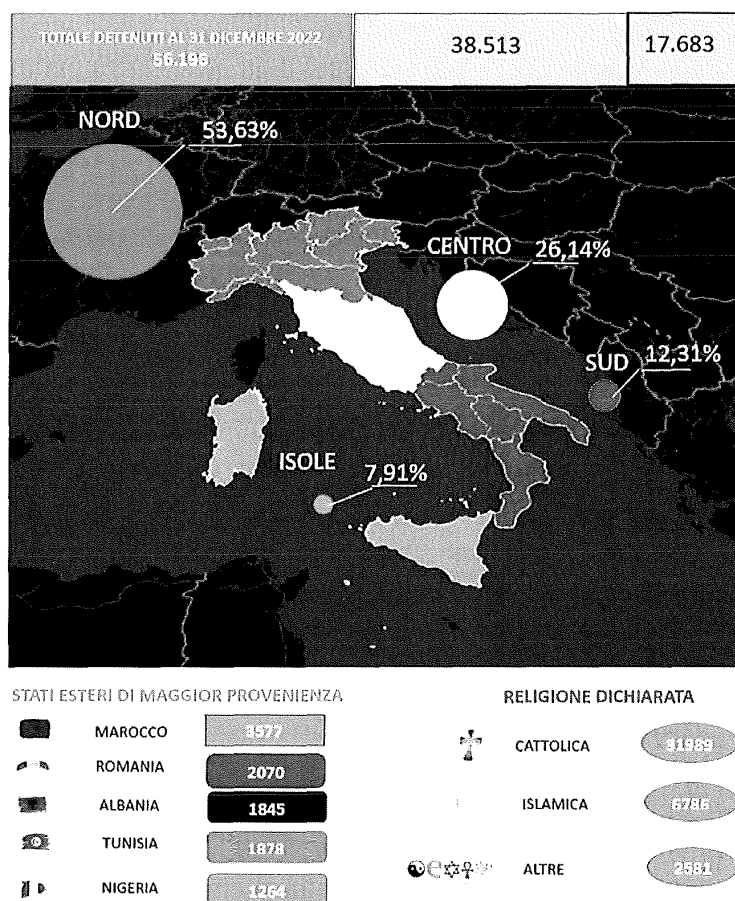 TOTALE DETENUTI AL 31 DICEMBRE 2022
56.196
38.513
17.683
NORD
53,63%
CENTRO
26,14%
SUD
12,31%
ISOLE
7,91%
STATI ESTERI DI MAGGIOR PROVENIENZA
MAROCCO
3577
ROMANIA
2070
ALBANIA
1845
TUNISIA
1878
NIGERIA
1264
RELIGIONE DICHIARATA
CATTOLICA
31989
ISLAMICA
6786
ALTRE
2581